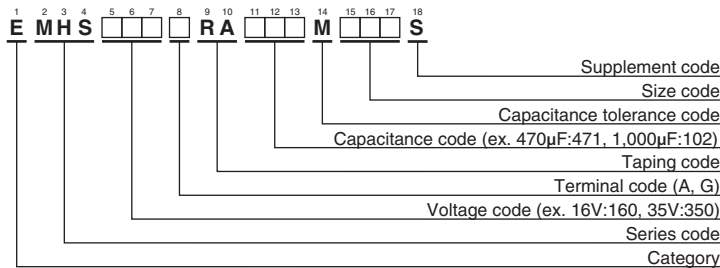 1 2 3 4 5 6 7 8 9 10 11 12 13 14 15 16 17 18
E M H S □□□ □ R A □□□ M □□□ S
Supplement code
Size code
Capacitance tolerance code
Capacitance code (ex. 470µF:471, 1,000µF:102)
Taping code
Terminal code (A, G)
Voltage code (ex. 16V:160, 35V:350)
Series code
Category